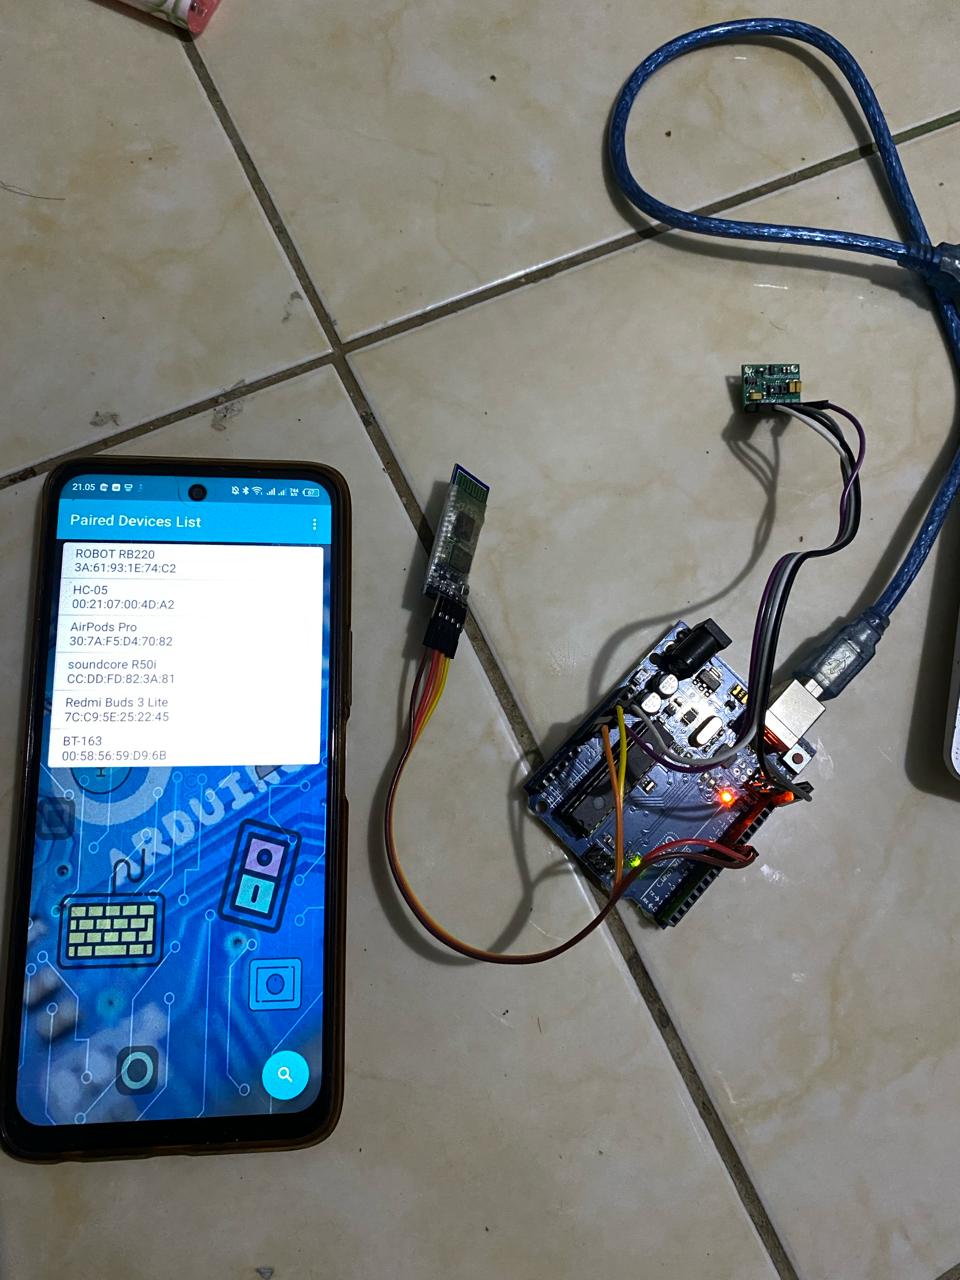 21.05
67
Paired Devices List
ROBOT RB220
3A:61:93:1E:74:C2
HC-05
00:21:07:00:4D:A2
AirPods Pro
30:7A:F5:D4:70:82
soundcore R50i
CC:DD:FD:82:3A:81
Redmi Buds 3 Lite
7C:C9:5E:25:22:45
BT-163
00:58:56:59:D9:6B
ARDUIN